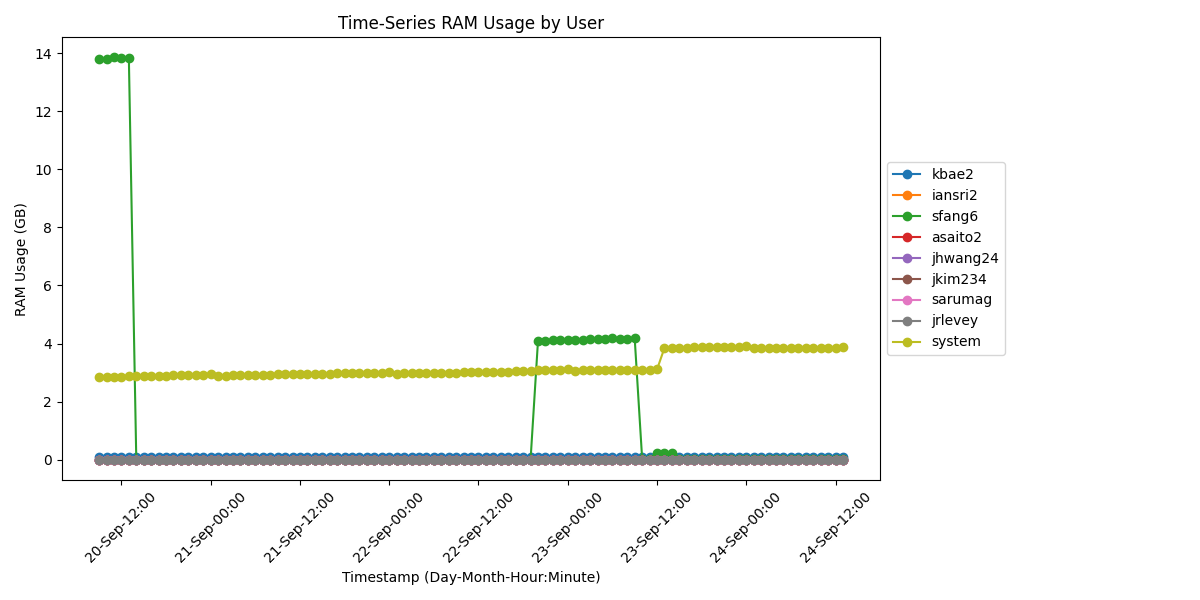 Time-Series RAM Usage by User
RAM Usage (GB)
14
12
10
8
6
4
2
0
20-Sep-12:00
21-Sep-00:00
21-Sep-12:00
22-Sep-00:00
22-Sep-12:00
23-Sep-00:00
23-Sep-12:00
24-Sep-00:00
24-Sep-12:00
Timestamp (Day-Month-Hour:Minute)
kbae2
iansri2
sfang6
asaito2
jhwang24
jkim234
sarumag
jrlevey
system